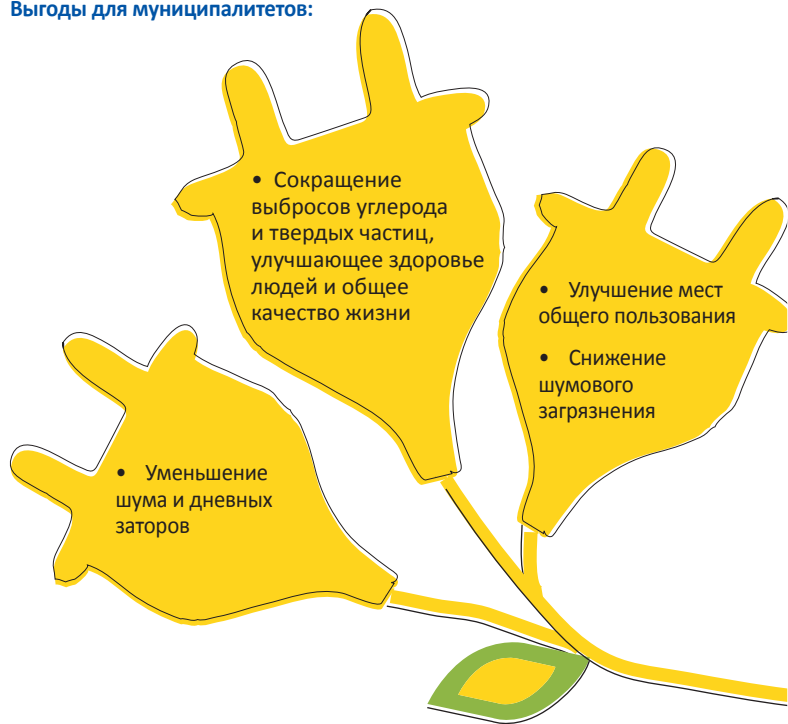 Выгоды для муниципалитетов:
• Сокращение
выбросов углерода
и твердых частиц,
улучшающее здоровье
людей и общее
качество жизни
• Улучшение мест
общего пользования
• Снижение
шумового
загрязнения
• Уменьшение
шума и дневных
заторов